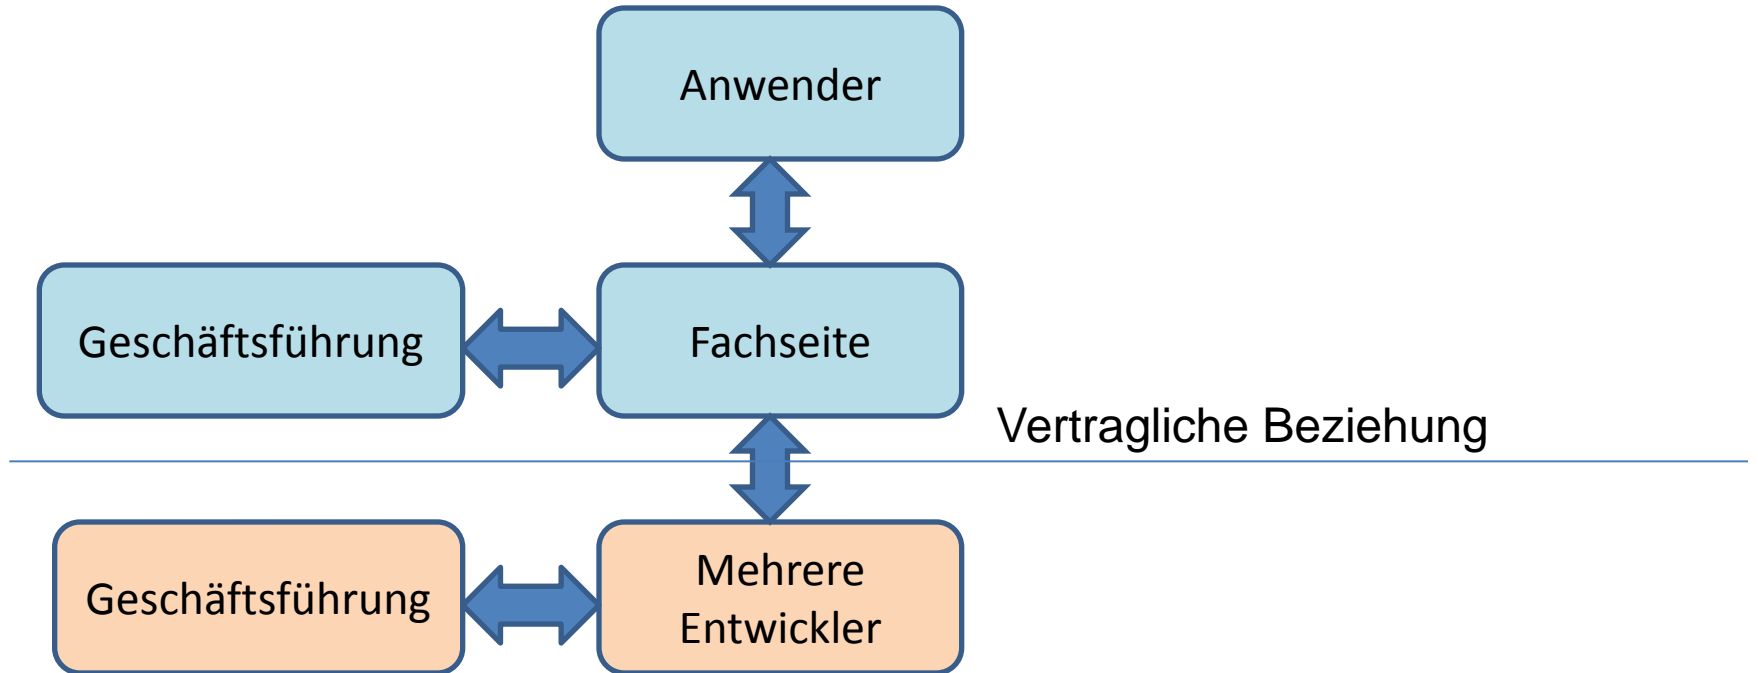 Anwender
Geschäftsführung
Fachseite
Vertragliche Beziehung
Geschäftsführung
Mehrere
Entwickler